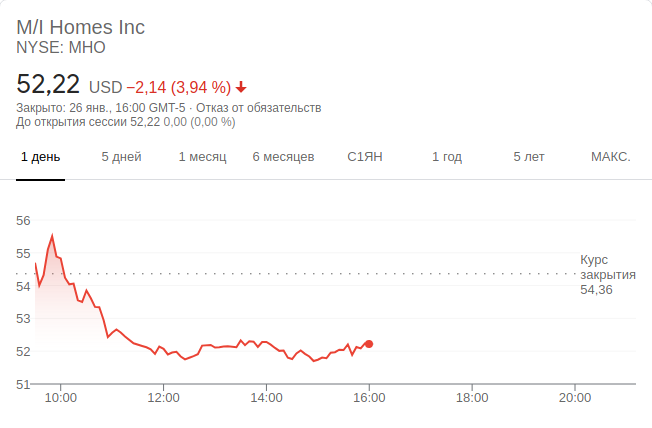 M/I Homes Inc
NYSE: MHO
52,22 USD −2,14 (3,94 %)
Закрыто: 26 янв., 16:00 GMT-5 · Отказ от обязательств
До открытия сессии 52,22 0,00 (0,00 %)
1 день 5 дней 1 месяц 6 месяцев С1ЯН 1 год 5 лет МАКС.
56
55
54
53
52
51
Курс
закрытия
54,36
10:00 12:00 14:00 16:00 18:00 20:00